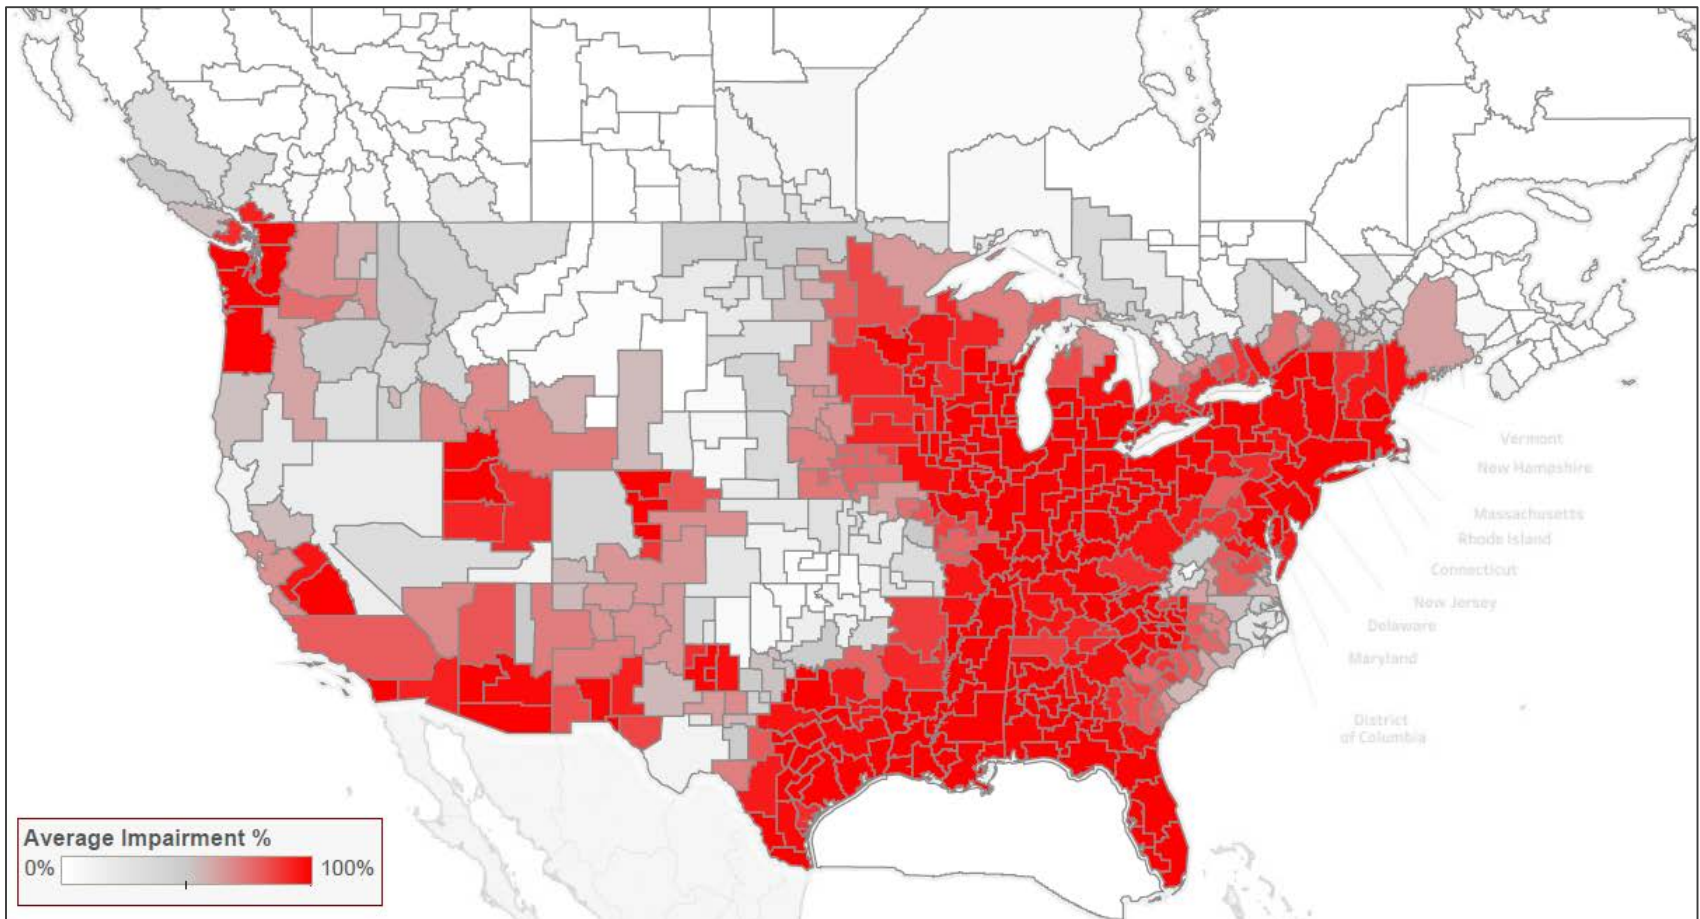 Vermont
New Hampshire
Massachusetts
Rhode Island
Connecticut
New Jersey
Delaware
Maryland
District
of Columbia
Average Impairment %
0%
100%